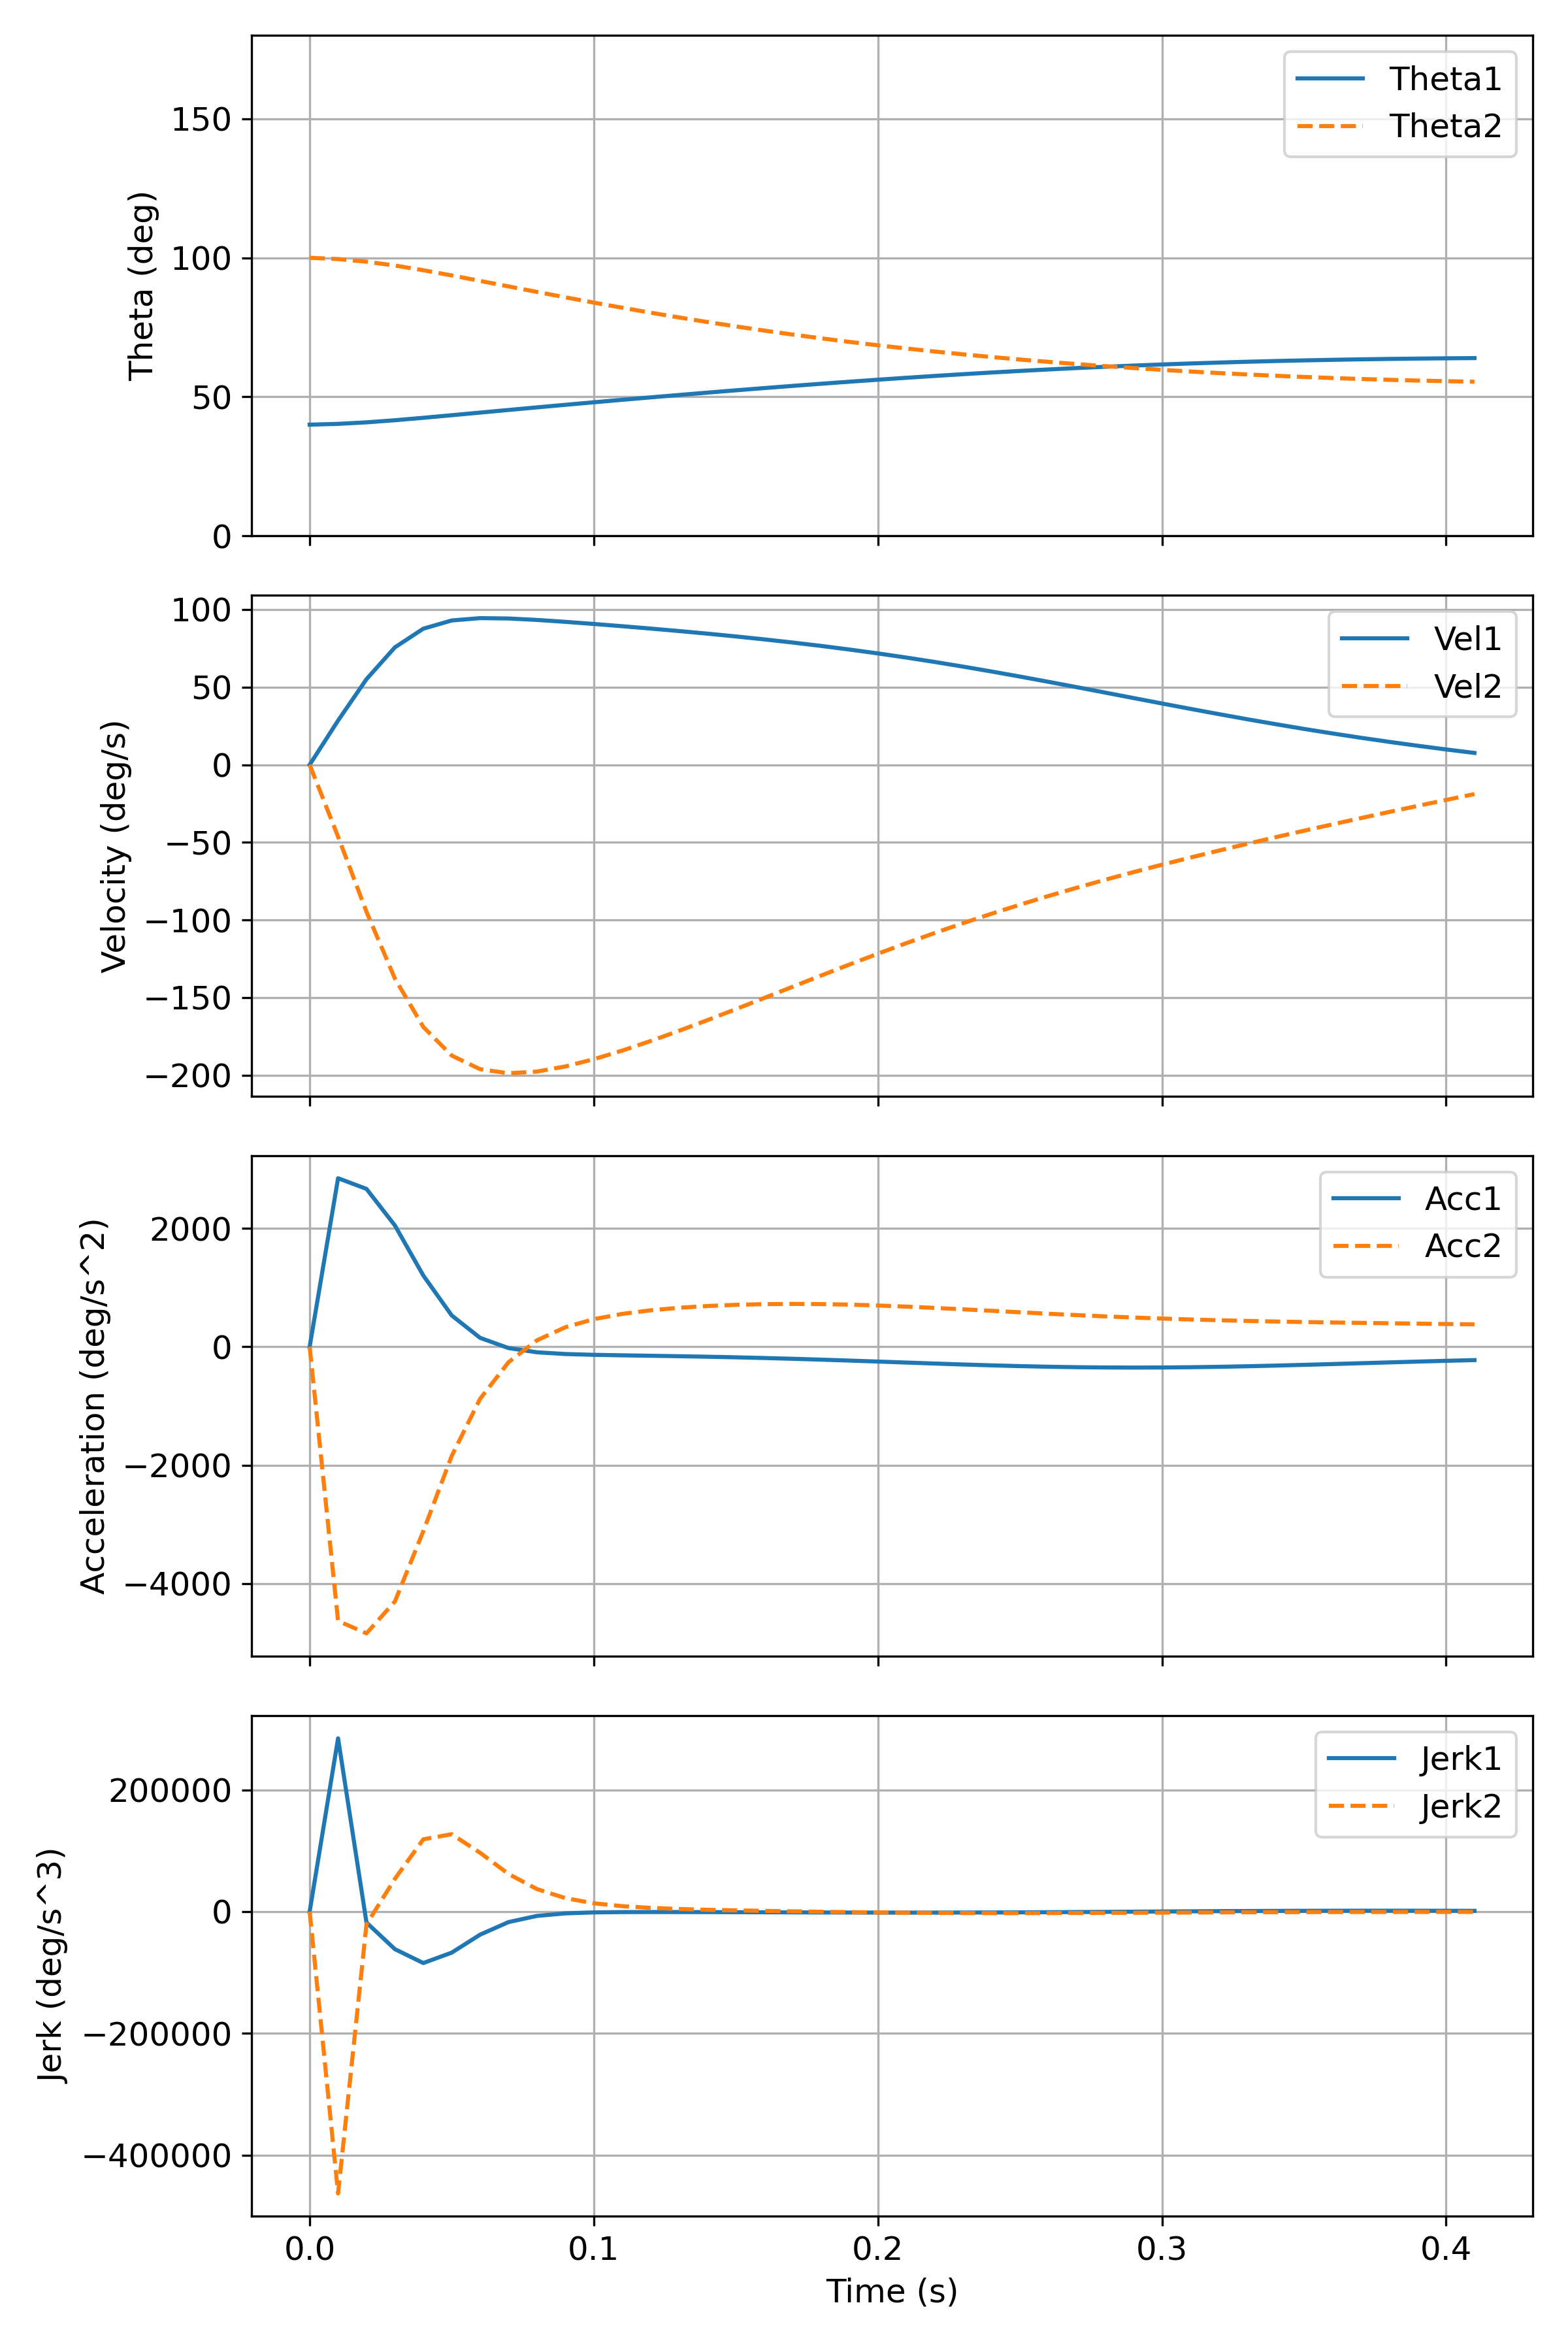 150
100
50
0
Theta (deg)
Theta1
Theta2
100
50
0
−50
−100
−150
−200
Velocity (deg/s)
Vel1
Vel2
2000
0
−2000
−4000
Acceleration (deg/s^2)
Acc1
Acc2
200000
0
−200000
−400000
Jerk (deg/s^3)
Jerk1
Jerk2
0.0 0.1 0.2 0.3 0.4
Time (s)